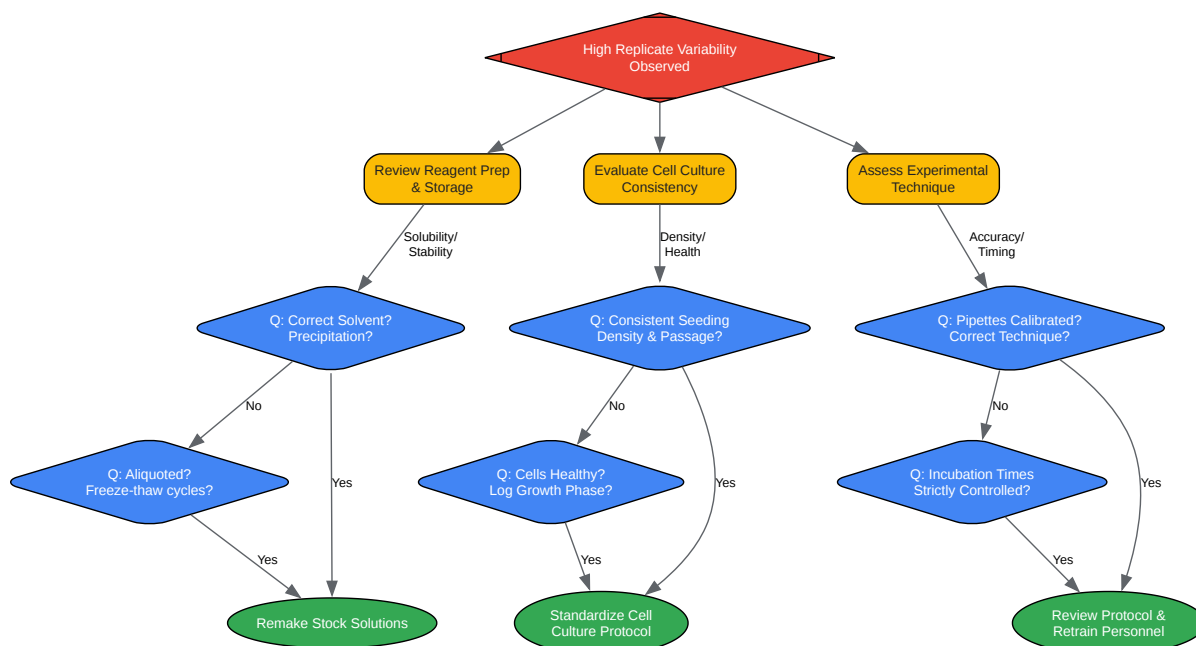 High Replicate Variability
Observed
Review Reagent Prep
& Storage
Evaluate Cell Culture
Consistency
Assess Experimental
Technique
Solubility/
Stability
Density/
Health
Accuracy/
Timing
Q: Correct Solvent?
Precipitation?
Q: Consistent Seeding
Density & Passage?
Q: Pipettes Calibrated?
Correct Technique?
No
No
No
Q: Aliquoted?
Freeze-thaw cycles?
Yes
Q: Cells Healthy?
Log Growth Phase?
Yes
Q: Incubation Times
Strictly Controlled?
Yes
Yes
Yes
Yes
Remake Stock Solutions
Standardize Cell
Culture Protocol
Review Protocol &
Retrain Personnel